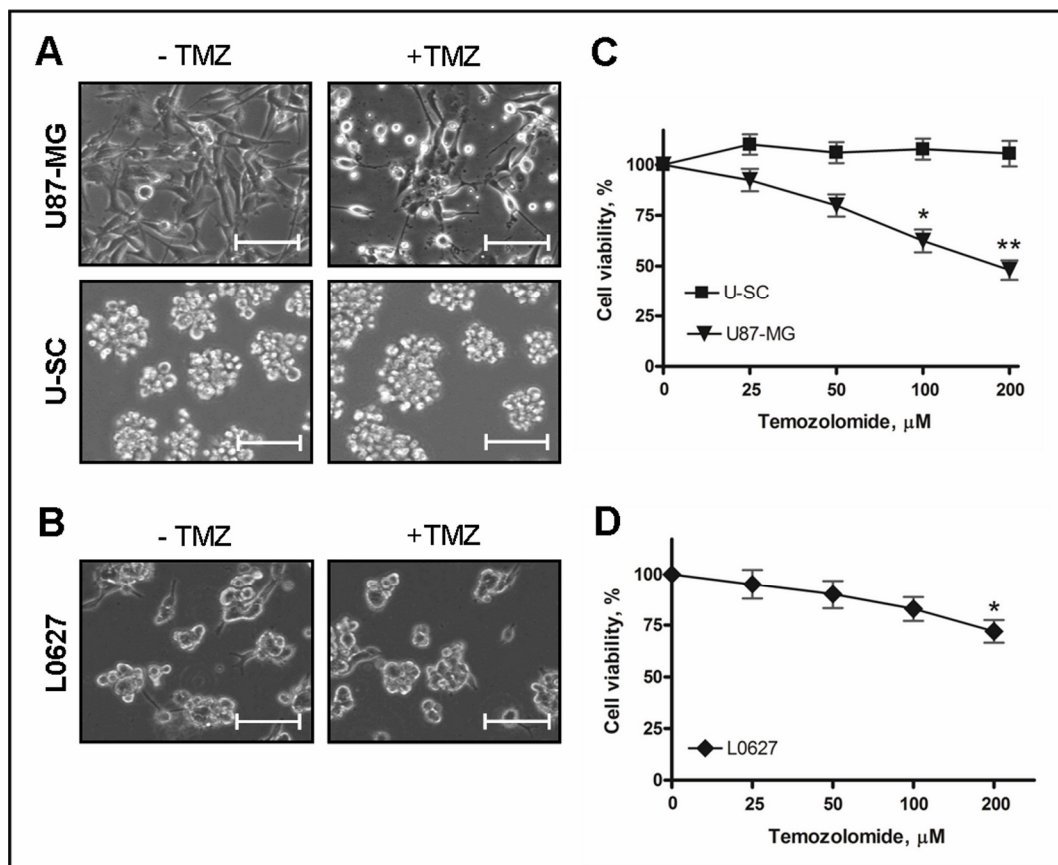 A
- TMZ
+TMZ
U87-MG
U-SC
B
- TMZ
+TMZ
L0627
C
Cell viability, %
100
75
50
25
0
*
**
U-SC
U87-MG
0 25 50 100 200
Temozolomide, μM
D
Cell viability, %
100
75
50
25
0
*
L0627
0 25 50 100 200
Temozolomide, μM